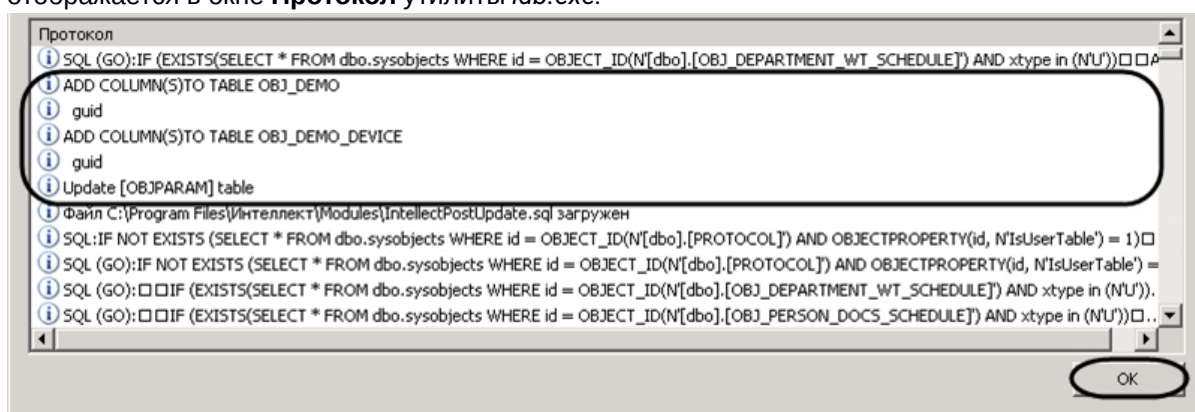 отображается в окне Протокол утилиты idb.exe.
Протокол
SQL (GO):IF (EXISTS(SELECT * FROM dbo.sysobjects WHERE id = OBJECT_ID(N'[dbo].[OBJ_DEPARTMENT_WT_SCHEDULE]') AND xtype in (N'U'))□□A
ADD COLUMN(S)TO TABLE OBJ_DEMO
guid
ADD COLUMN(S)TO TABLE OBJ_DEMO_DEVICE
guid
Update [OBJPARAM] table
Файл C:\Program Files\Интеллект\Modules\IntellectPostUpdate.sql загружен
SQL:IF NOT EXISTS (SELECT * FROM dbo.sysobjects WHERE id = OBJECT_ID(N'[dbo].[PROTOCOL]') AND OBJECTPROPERTY(id, N'IsUserTable') = 1)□
SQL (GO):IF NOT EXISTS (SELECT * FROM dbo.sysobjects WHERE id = OBJECT_ID(N'[dbo].[PROTOCOL]') AND OBJECTPROPERTY(id, N'IsUserTable') =
SQL (GO):□□IF (EXISTS(SELECT * FROM dbo.sysobjects WHERE id = OBJECT_ID(N'[dbo].[OBJ_DEPARTMENT_WT_SCHEDULE]') AND xtype in (N'U')).
SQL (GO):□□IF (EXISTS(SELECT * FROM dbo.sysobjects WHERE id = OBJECT_ID(N'[dbo].[OBJ_PERSON_DOCS_SCHEDULE]') AND xtype in (N'U'))□..
OK